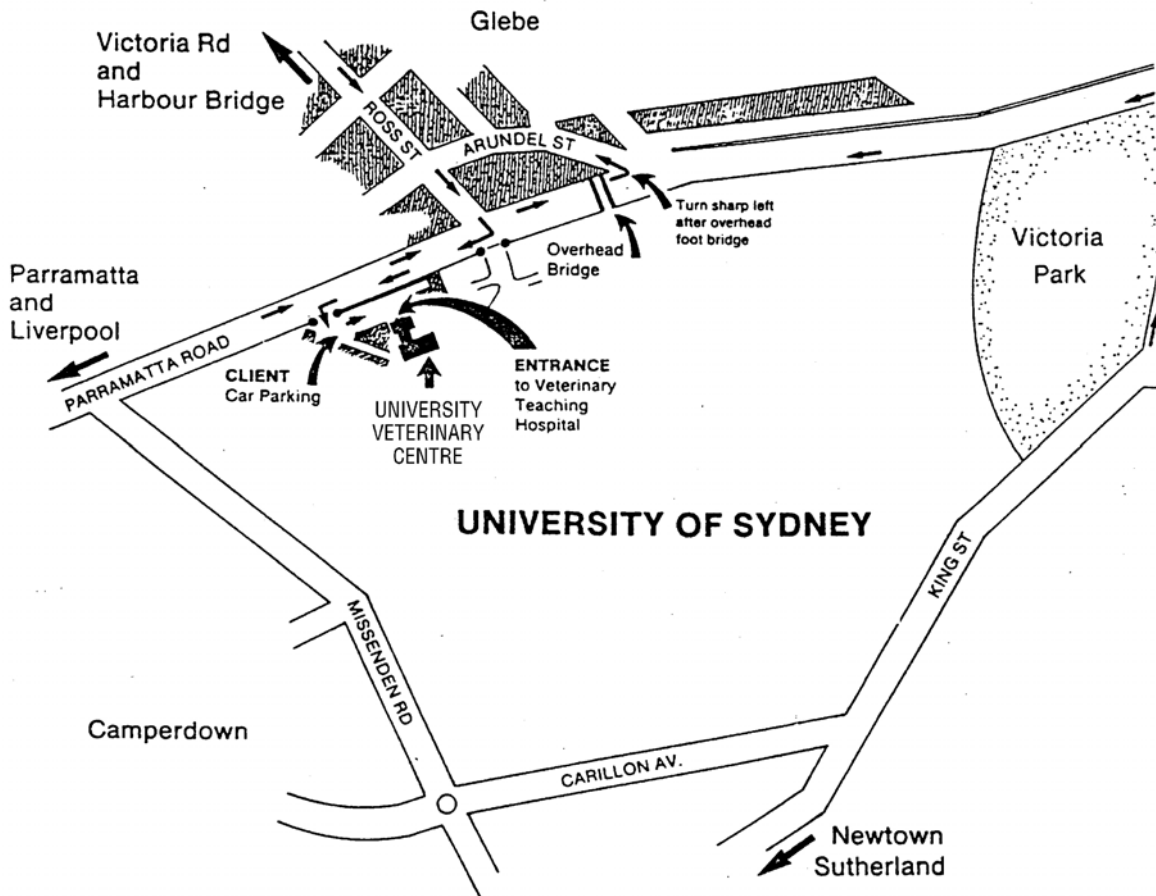 Glebe
Victoria Rd
and
Harbour Bridge
ROSS ST
ARUNDEL ST
Turn sharp left
after overhead
foot bridge
Overhead
Bridge
Victoria
Park
Parramatta
and
Liverpool
PARRAMATTA ROAD
CLIENT
Car Parking
ENTRANCE
to Veterinary
Teaching
Hospital
UNIVERSITY
VETERINARY
CENTRE
UNIVERSITY OF SYDNEY
KING ST
MISSENDEN RD
Camperdown
CARILLON AV.
Newtown
Sutherland